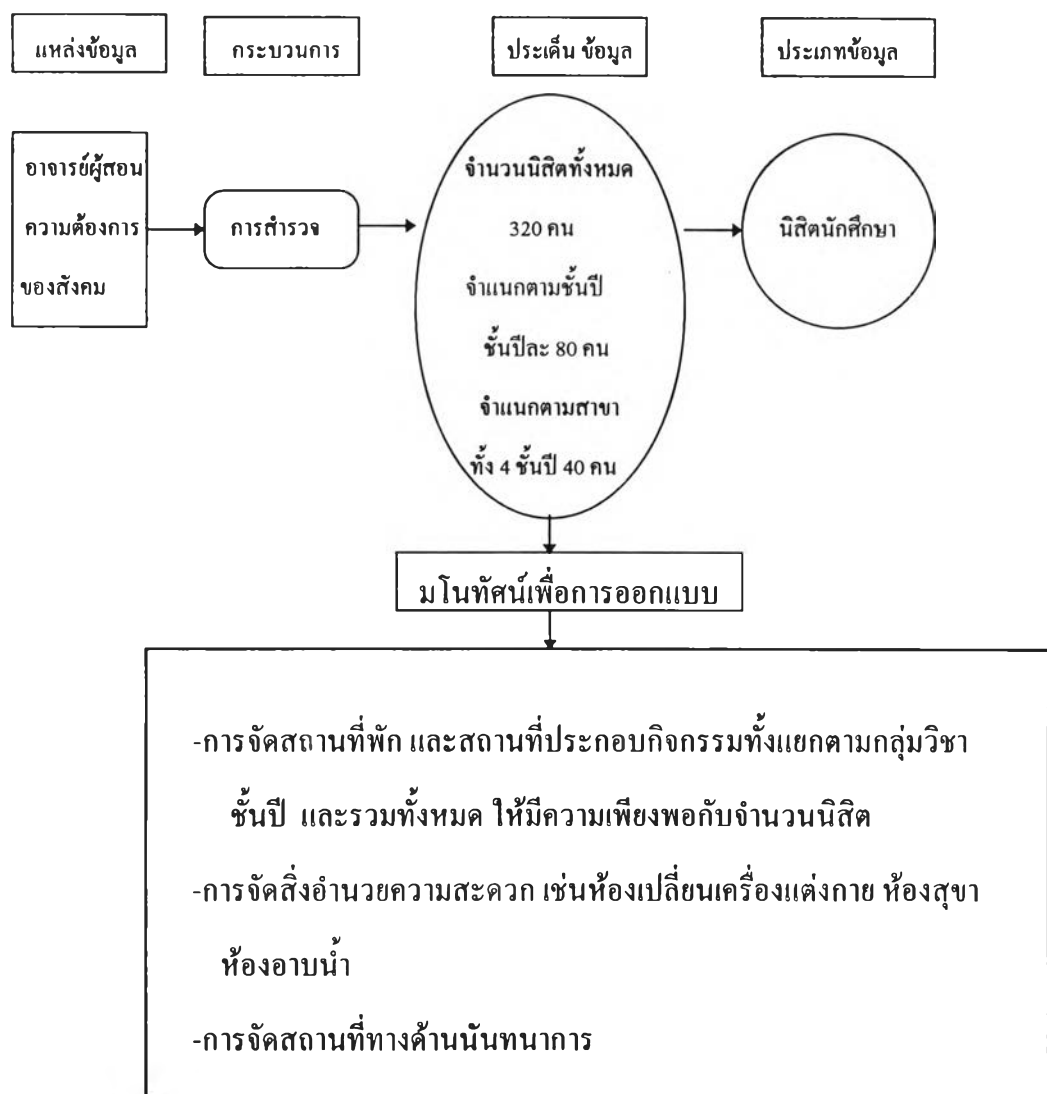 แหล่งข้อมูล
กระบวนการ
ประเด็น ข้อมูล
ประเภทข้อมูล
อาจารย์ผู้สอน
ความต้องการ
ของสังคม
การสำรวจ
จำนวนนิสิตทั้งหมด
320 คน
จำแนกตามชั้นปี
ชั้นปีละ 80 คน
จำแนกตามสาขา
ทั้ง 4 ชั้นปี 40 คน
นิสิตนักศึกษา
มโนทัศน์เพื่อการออกแบบ
-การจัดสถานที่พัก และสถานที่ประกอบกิจกรรมทั้งแยกตามกลุ่มวิชา
ชั้นปี และรวมทั้งหมด ให้มีความเพียงพอกับจำนวนนิสิต
-การจัดสิ่งอำนวยความสะดวก เช่นห้องเปลี่ยนเครื่องแต่งกาย ห้องสุขา
ห้องอาบน้ำ
-การจัดสถานที่ทางด้านนันทนาการ